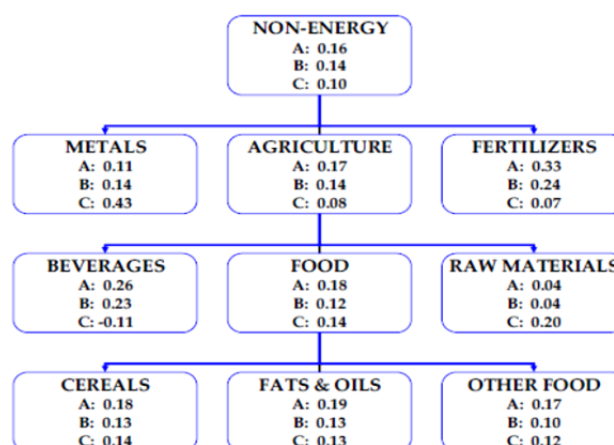 NON-ENERGY
A: 0.16
B: 0.14
C: 0.10
METALS
A: 0.11
B: 0.14
C: 0.43
AGRICULTURE
A: 0.17
B: 0.14
C: 0.08
FERTILIZERS
A: 0.33
B: 0.24
C: 0.07
BEVERAGES
A: 0.26
B: 0.23
C: -0.11
FOOD
A: 0.18
B: 0.12
C: 0.14
RAW MATERIALS
A: 0.04
B: 0.04
C: 0.20
CEREALS
A: 0.18
B: 0.13
C: 0.14
FATS & OILS
A: 0.19
B: 0.13
C: 0.13
OTHER FOOD
A: 0.17
B: 0.10
C: 0.12